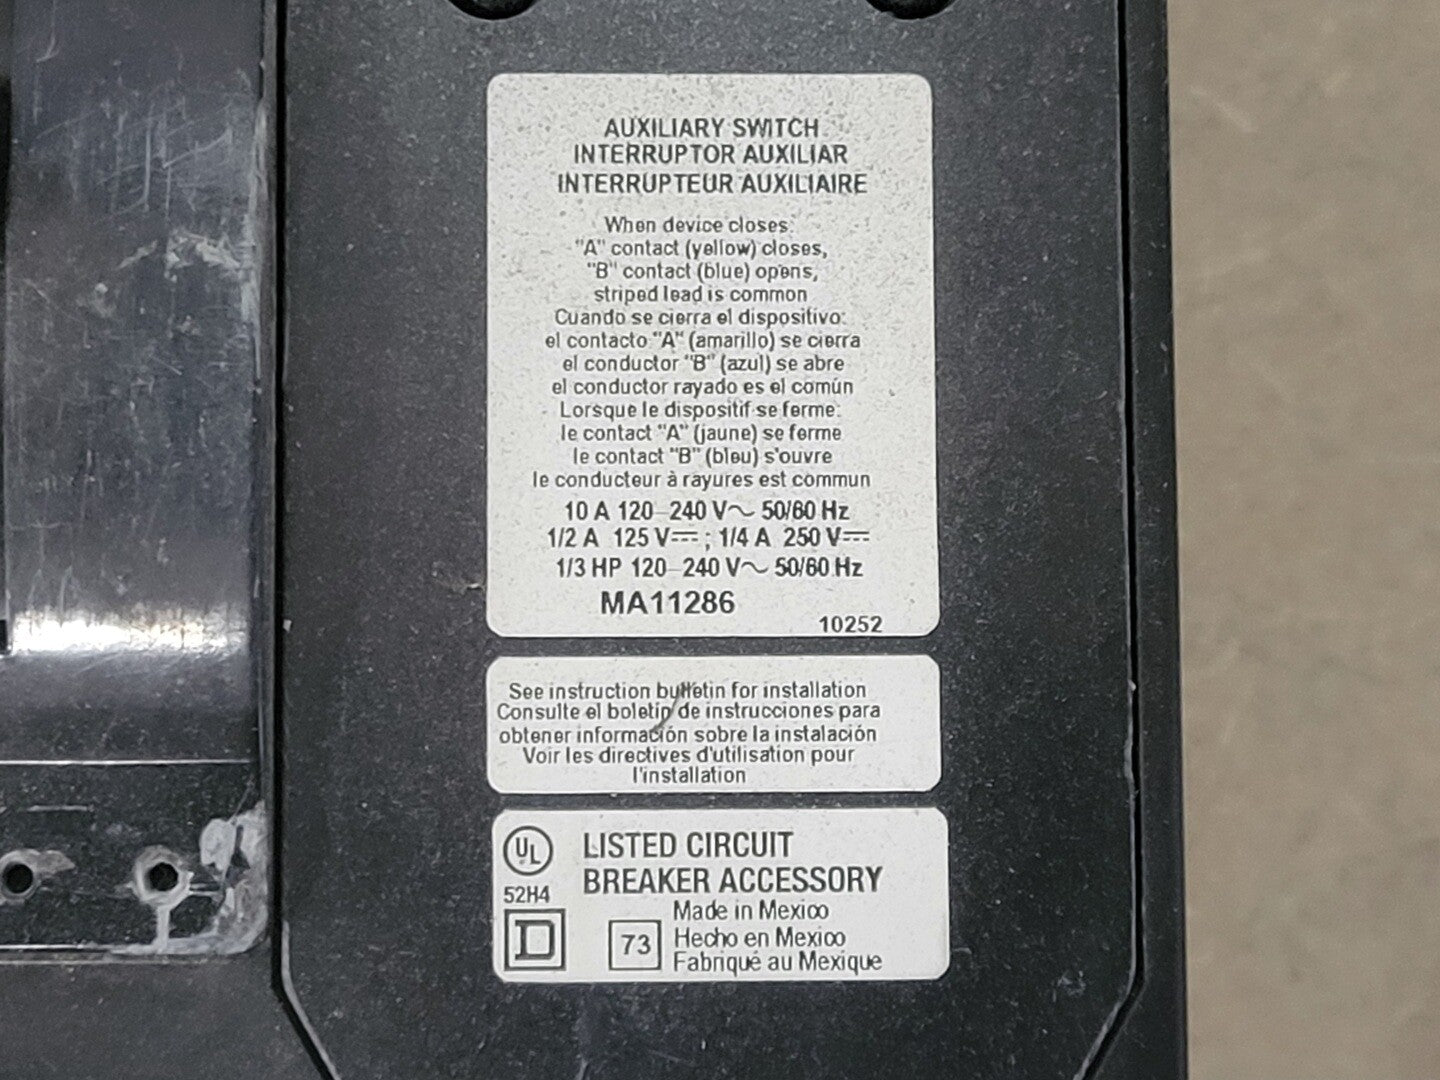 AUXILIARY SWITCH
INTERRUPTOR AUXILIAR
INTERRUPTEUR AUXILIAIRE
When device closes:
"A" contact (yellow) closes,
"B" contact (blue) opens,
striped lead is common
Cuando se cierra el dispositivo:
el contacto "A" (amarillo) se cierra
el conductor "B" (azul) se abre
el conductor rayado es el común
Lorsque le dispositif se ferme:
le contact "A" (jaune) se ferme
le contact "B" (bleu) s'ouvre
le conducteur à rayures est commun
10 A 120-240 V~ 50/60 Hz
1/2 A 125 V⎓; 1/4 A 250 V⎓
1/3 HP 120-240 V~ 50/60 Hz
MA11286
10252
See instruction bulletin for installation
Consulte el boletin de instrucciones para
obtener información sobre la instalación
Voir les directives d'utilisation pour
l'installation
UL
LISTED CIRCUIT
BREAKER ACCESSORY
52H4
D
73
Made in Mexico
Hecho en Mexico
Fabriqué au Mexique